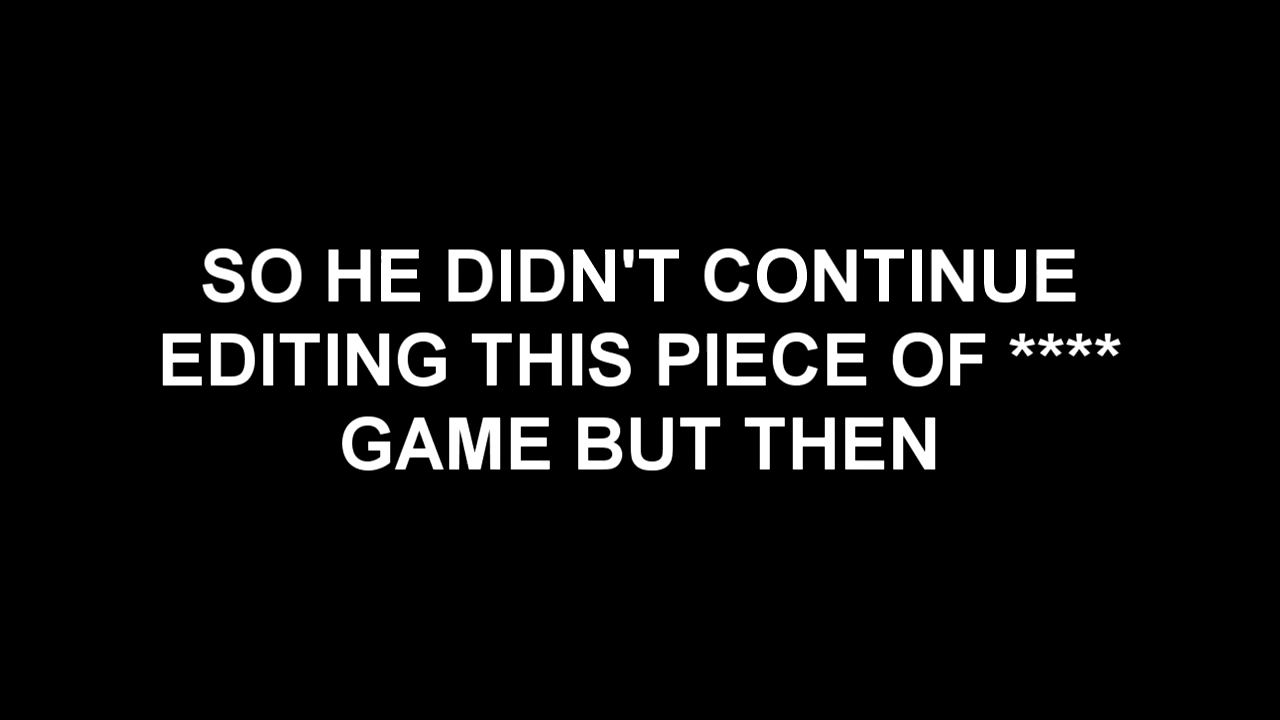 SO HE DIDN'T CONTINUE
EDITING THIS PIECE OF ****
GAME BUT THEN